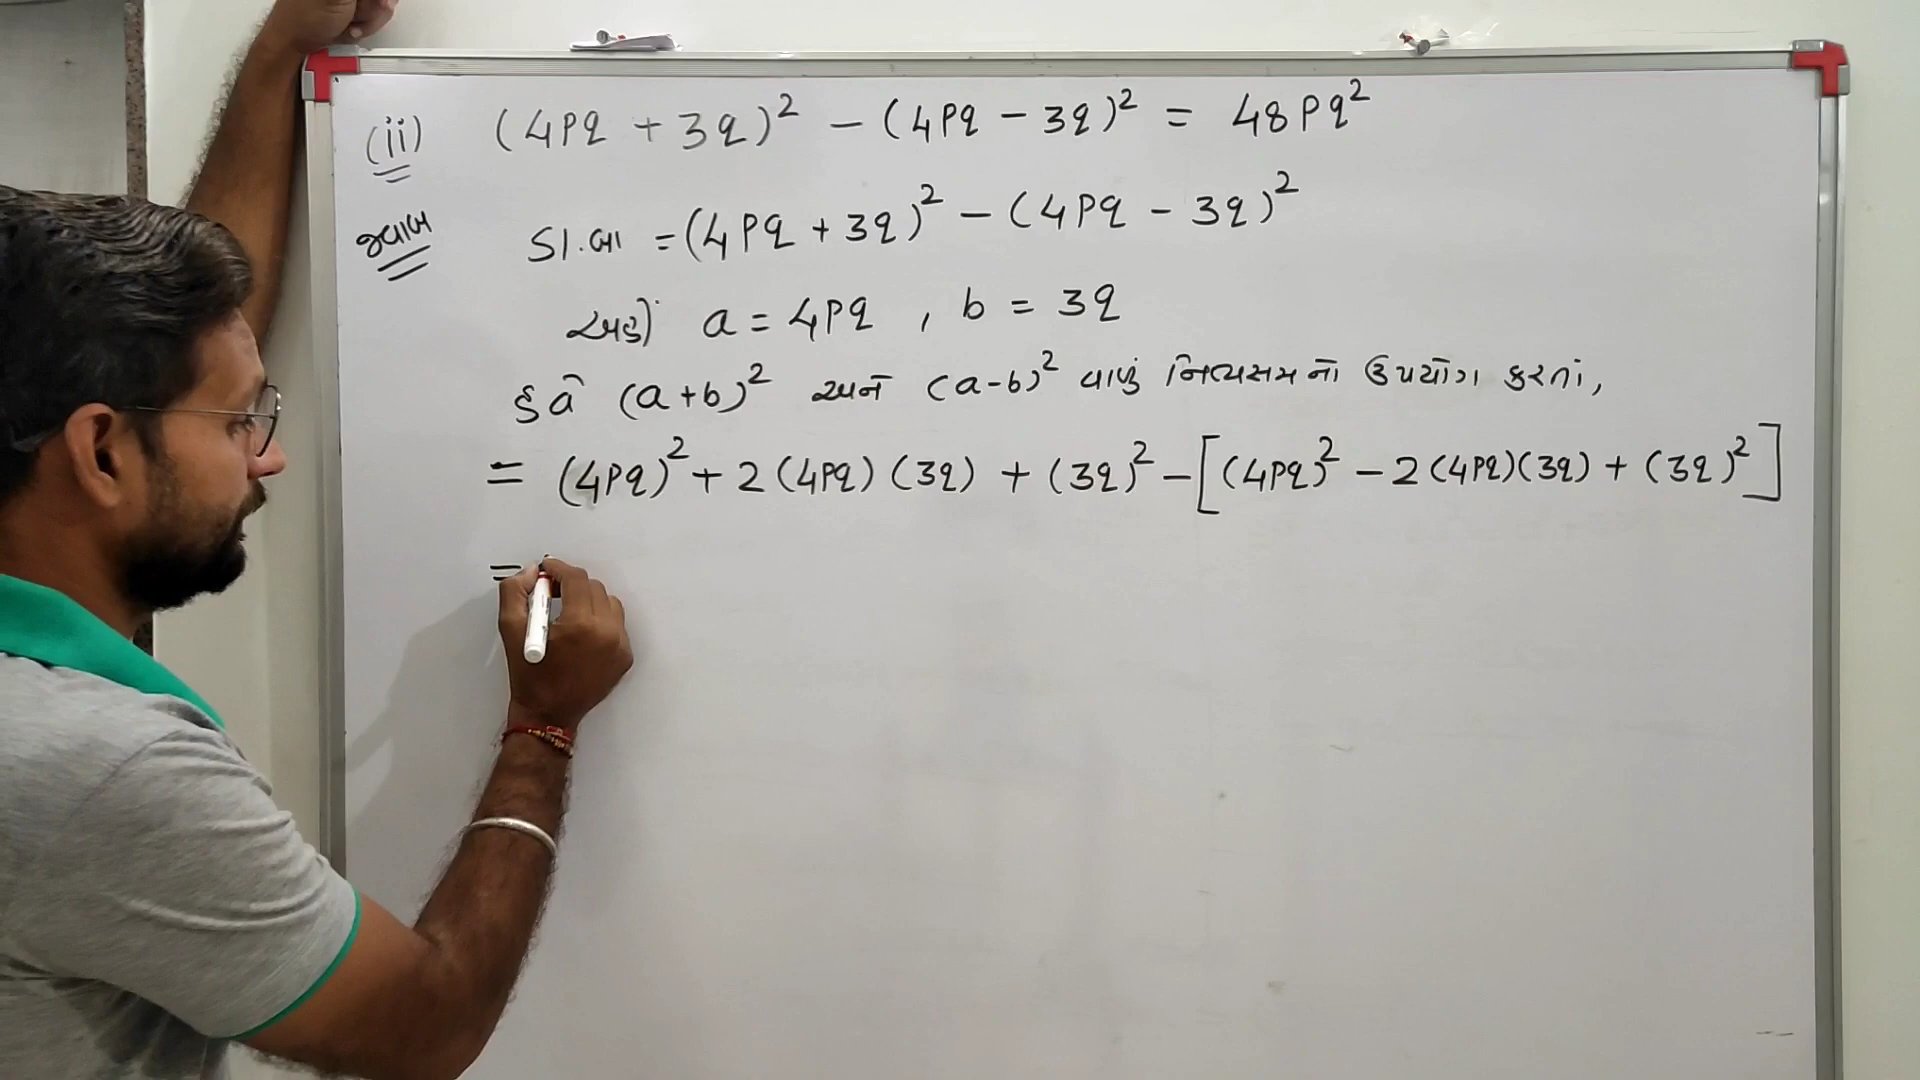 (ii) (4pq + 3q)² - (4pq - 3q)² = 48pq²
જવાબ ડા.બા = (4pq + 3q)² - (4pq - 3q)²
અહીં a = 4pq , b = 3q
હવે (a+b)² અને (a-b)² વાળું નિત્યસમ નો ઉપયોગ કરતાં,
= (4pq)² + 2(4pq)(3q) + (3q)² - [(4pq)² - 2(4pq)(3q) + (3q)²]
=